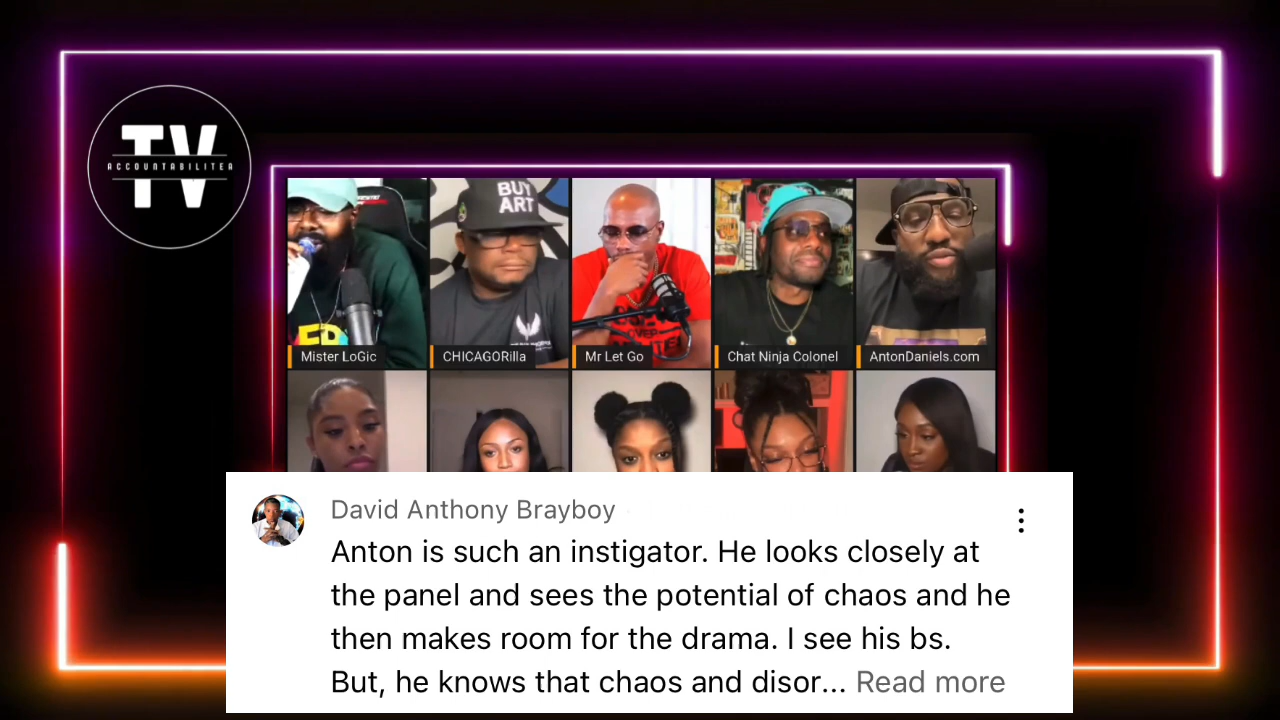 TV
ACCOUNTABILITEA
BUY
ART
Mister LoGic
CHICAGORilla
Mr Let Go
Chat Ninja Colonel
AntonDaniels.com
David Anthony Brayboy
Anton is such an instigator. He looks closely at
the panel and sees the potential of chaos and he
then makes room for the drama. I see his bs.
But, he knows that chaos and disor... Read more